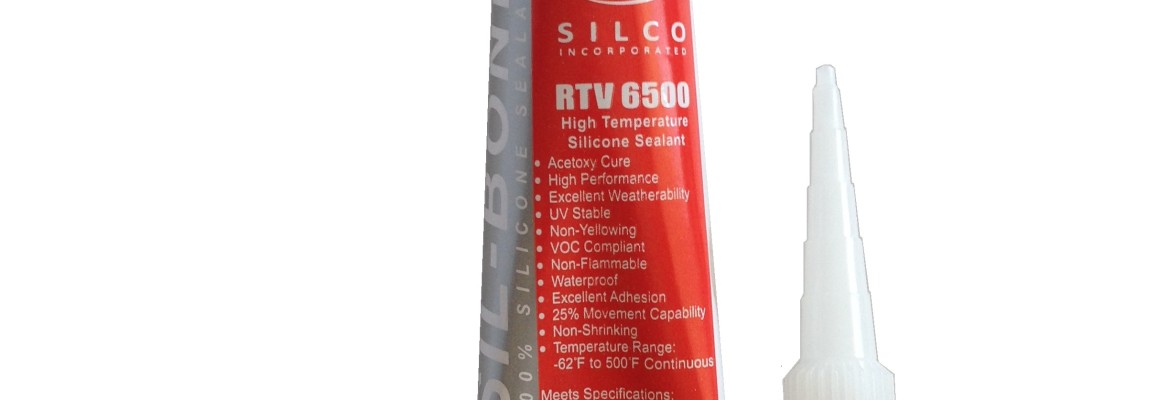 SILCO
INCORPORATED
RTV 6500
High Temperature
Silicone Sealant
• Acetoxy Cure
• High Performance
• Excellent Weatherability
• UV Stable
• Non-Yellowing
• VOC Compliant
• Non-Flammable
• Waterproof
• Excellent Adhesion
• 25% Movement Capability
• Non-Shrinking
• Temperature Range:
-62°F to 500°F Continuous
Meets Specifications:
SIL-BOND
00% SILICONE SEALA